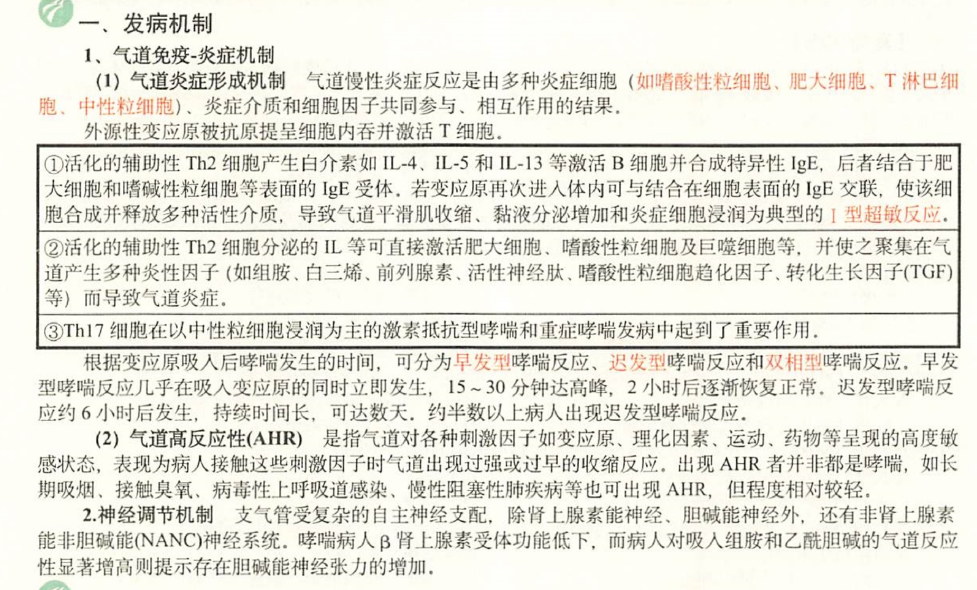 一、发病机制
1、气道免疫-炎症机制
(1) 气道炎症形成机制 气道慢性炎症反应是由多种炎症细胞（如嗜酸性粒细胞、肥大细胞、T 淋巴细
胞、中性粒细胞）、炎症介质和细胞因子共同参与、相互作用的结果。
外源性变应原被抗原提呈细胞内吞并激活 T 细胞。
①活化的辅助性 Th2 细胞产生白介素如 IL-4、IL-5 和 IL-13 等激活 B 细胞并合成特异性 IgE，后者结合于肥
大细胞和嗜碱性粒细胞等表面的 IgE 受体。若变应原再次进入体内可与结合在细胞表面的 IgE 交联，使该细
胞合成并释放多种活性介质，导致气道平滑肌收缩、黏液分泌增加和炎症细胞浸润为典型的 I 型超敏反应。
②活化的辅助性 Th2 细胞分泌的 IL 等可直接激活肥大细胞、嗜酸性粒细胞及巨噬细胞等，并使之聚集在气
道产生多种炎性因子（如组胺、白三烯、前列腺素、活性神经肽、嗜酸性粒细胞趋化因子、转化生长因子(TGF)
等）而导致气道炎症。
③Th17 细胞在以中性粒细胞浸润为主的激素抵抗型哮喘和重症哮喘发病中起到了重要作用。
根据变应原吸入后哮喘发生的时间，可分为早发型哮喘反应、迟发型哮喘反应和双相型哮喘反应。早发
型哮喘反应几乎在吸入变应原的同时立即发生，15～30 分钟达高峰，2 小时后逐渐恢复正常。迟发型哮喘反
应约 6 小时后发生，持续时间长，可达数天。约半数以上病人出现迟发型哮喘反应。
(2) 气道高反应性(AHR) 是指气道对各种刺激因子如变应原、理化因素、运动、药物等呈现的高度敏
感状态，表现为病人接触这些刺激因子时气道出现过强或过早的收缩反应。出现 AHR 者并非都是哮喘，如长
期吸烟、接触臭氧、病毒性上呼吸道感染、慢性阻塞性肺疾病等也可出现 AHR，但程度相对较轻。
2.神经调节机制 支气管受复杂的自主神经支配，除肾上腺素能神经、胆碱能神经外，还有非肾上腺素
能非胆碱能(NANC)神经系统。哮喘病人 β 肾上腺素受体功能低下，而病人对吸入组胺和乙酰胆碱的气道反应
性显著增高则提示存在胆碱能神经张力的增加。